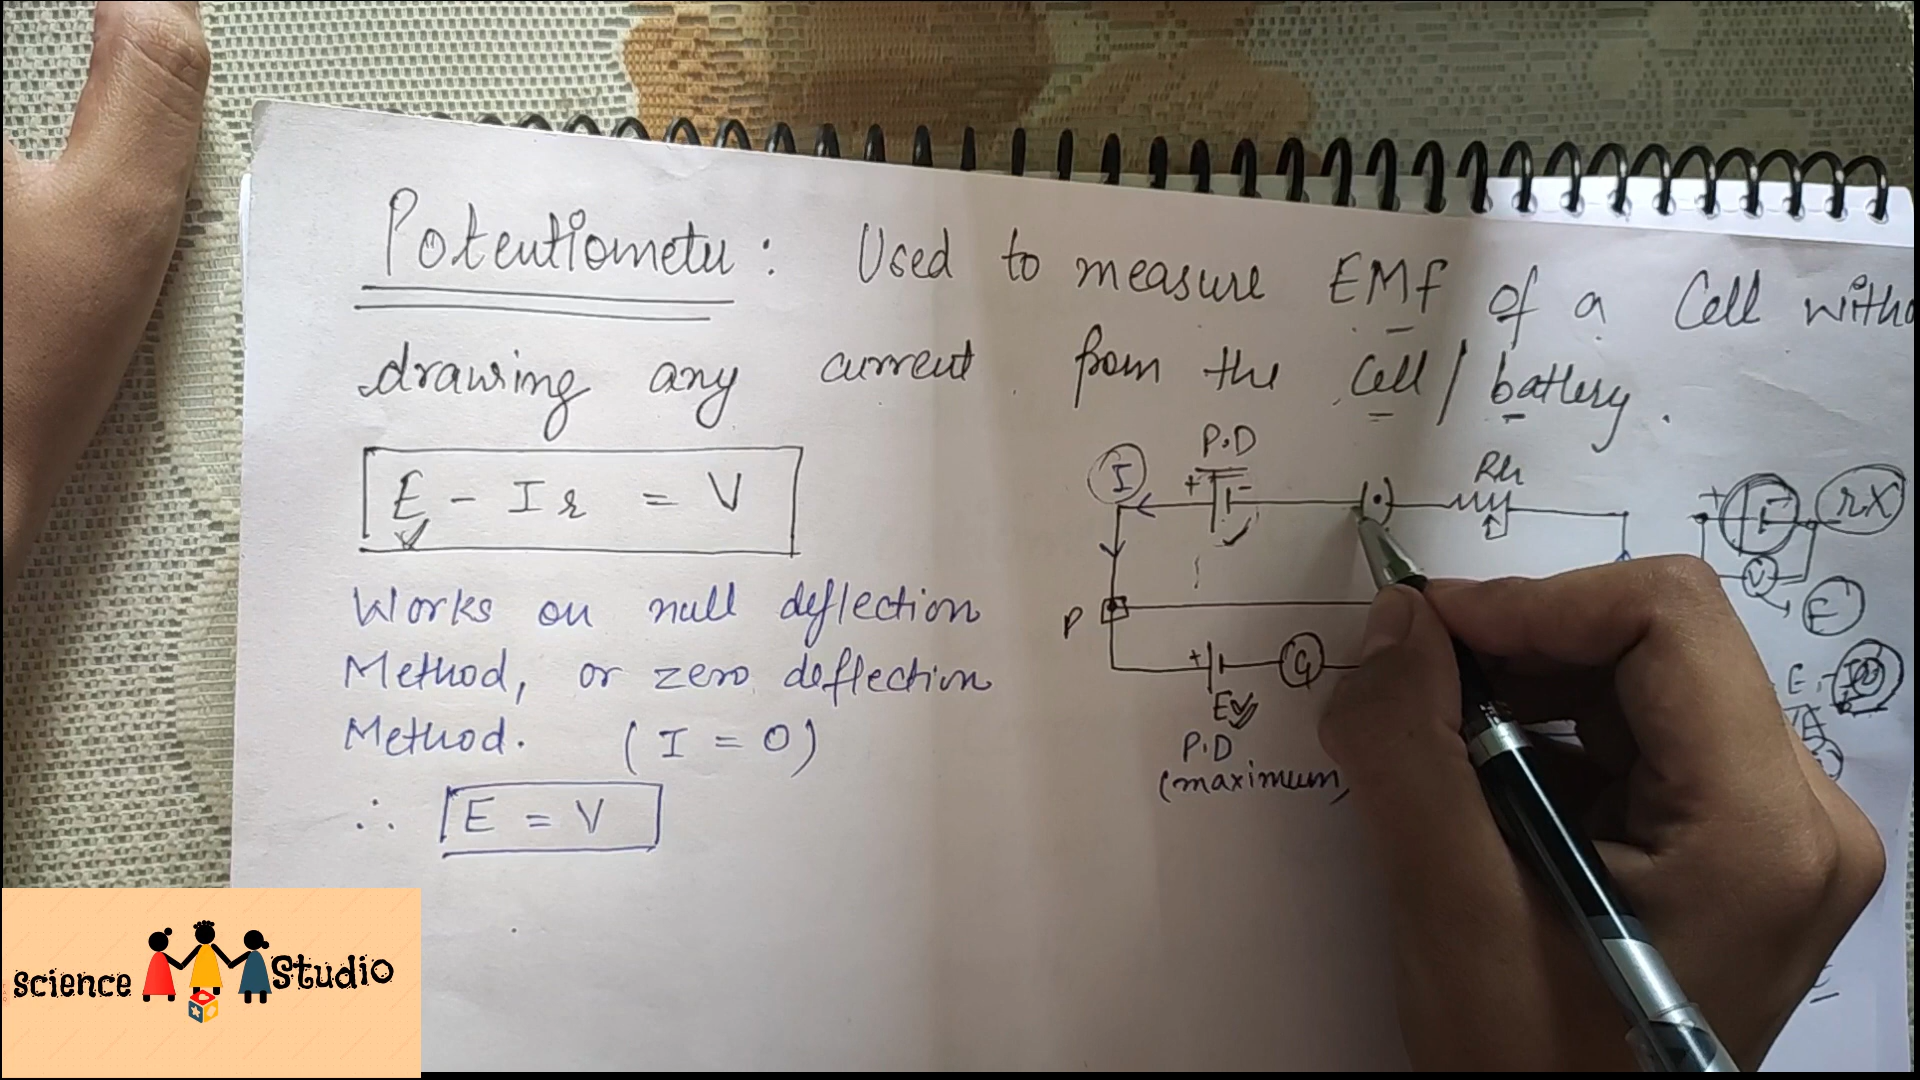 Potentiometer: Used to measure EMF of a Cell witho
drawing any current from the Cell / battery.
E - Ir = V
Works on null deflection
Method, or zero deflection
Method. (I = 0)
∴ E = V
P.D
I
+ -
(·)
Rh
P
+
G
E
P.D
(maximum)
+
rX
V
E
E
Science Studio